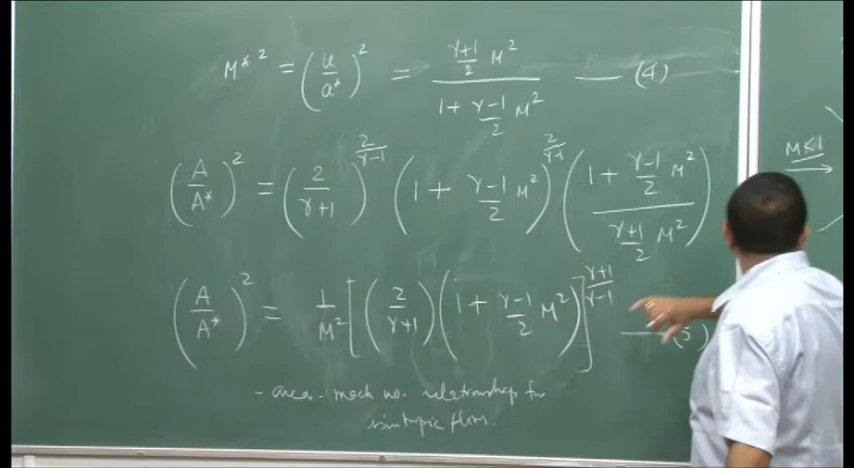 M*² = (u/a*)² = ((γ+1)/2 M²)/(1 + (γ-1)/2 M²) — (4)
(A/A*)² = (2/(γ+1))^(2/(γ-1)) (1 + (γ-1)/2 M²)^(2/(γ-1)) ((1 + (γ-1)/2 M²)/((γ+1)/2 M²))
M<1
(A/A*)² = 1/M² [(2/(γ+1)) (1 + (γ-1)/2 M²)]^((γ+1)/(γ-1)) — (5)
- area - mach no. relationship for
isentropic flow.